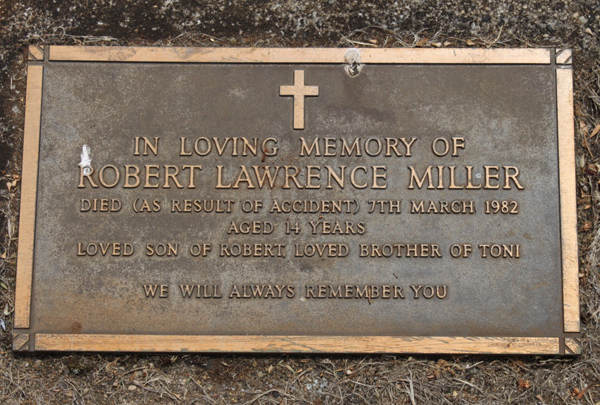 IN LOVING MEMORY OF
ROBERT LAWRENCE MILLER
DIED (AS RESULT OF ACCIDENT) 7TH MARCH 1982
AGED 14 YEARS
LOVED SON OF ROBERT, LOVED BROTHER OF TONI
WE WILL ALWAYS REMEMBER YOU